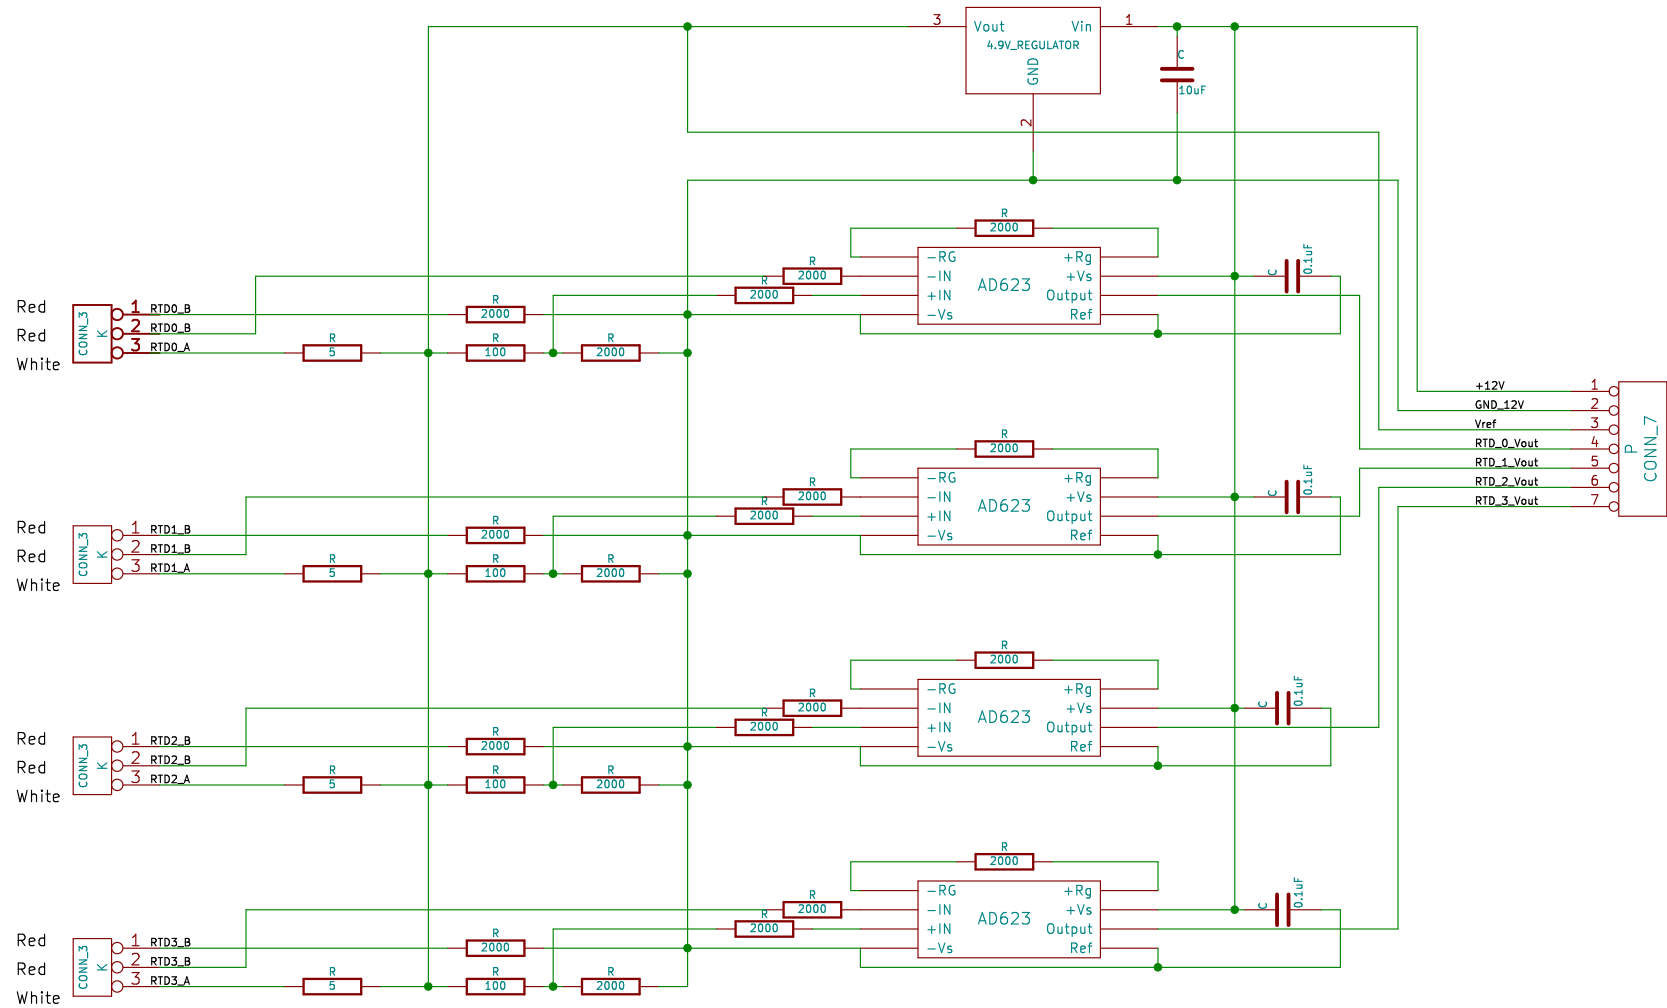 3
Vout
Vin
1
4.9V_REGULATOR
GND
2
C
10uF
R
2000
-RG
+Rg
R
2000
-IN
+Vs
C
0.1uF
R
2000
+IN
AD623
Output
-Vs
Ref
Red
Red
White
CONN_3
K
1
RTD0_B
2
RTD0_B
3
RTD0_A
R
2000
R
5
R
100
R
2000
R
2000
-RG
+Rg
R
2000
-IN
+Vs
C
0.1uF
R
2000
+IN
AD623
Output
-Vs
Ref
Red
Red
White
CONN_3
K
1
RTD1_B
2
RTD1_B
3
RTD1_A
R
2000
R
5
R
100
R
2000
+12V
1
GND_12V
2
Vref
3
RTD_0_Vout
4
RTD_1_Vout
5
RTD_2_Vout
6
RTD_3_Vout
7
P
CONN_7
R
2000
-RG
+Rg
R
2000
-IN
+Vs
C
0.1uF
R
2000
+IN
AD623
Output
-Vs
Ref
Red
Red
White
CONN_3
K
1
RTD2_B
2
RTD2_B
3
RTD2_A
R
2000
R
5
R
100
R
2000
R
2000
-RG
+Rg
R
2000
-IN
+Vs
C
0.1uF
R
2000
+IN
AD623
Output
-Vs
Ref
Red
Red
White
CONN_3
K
1
RTD3_B
2
RTD3_B
3
RTD3_A
R
2000
R
5
R
100
R
2000